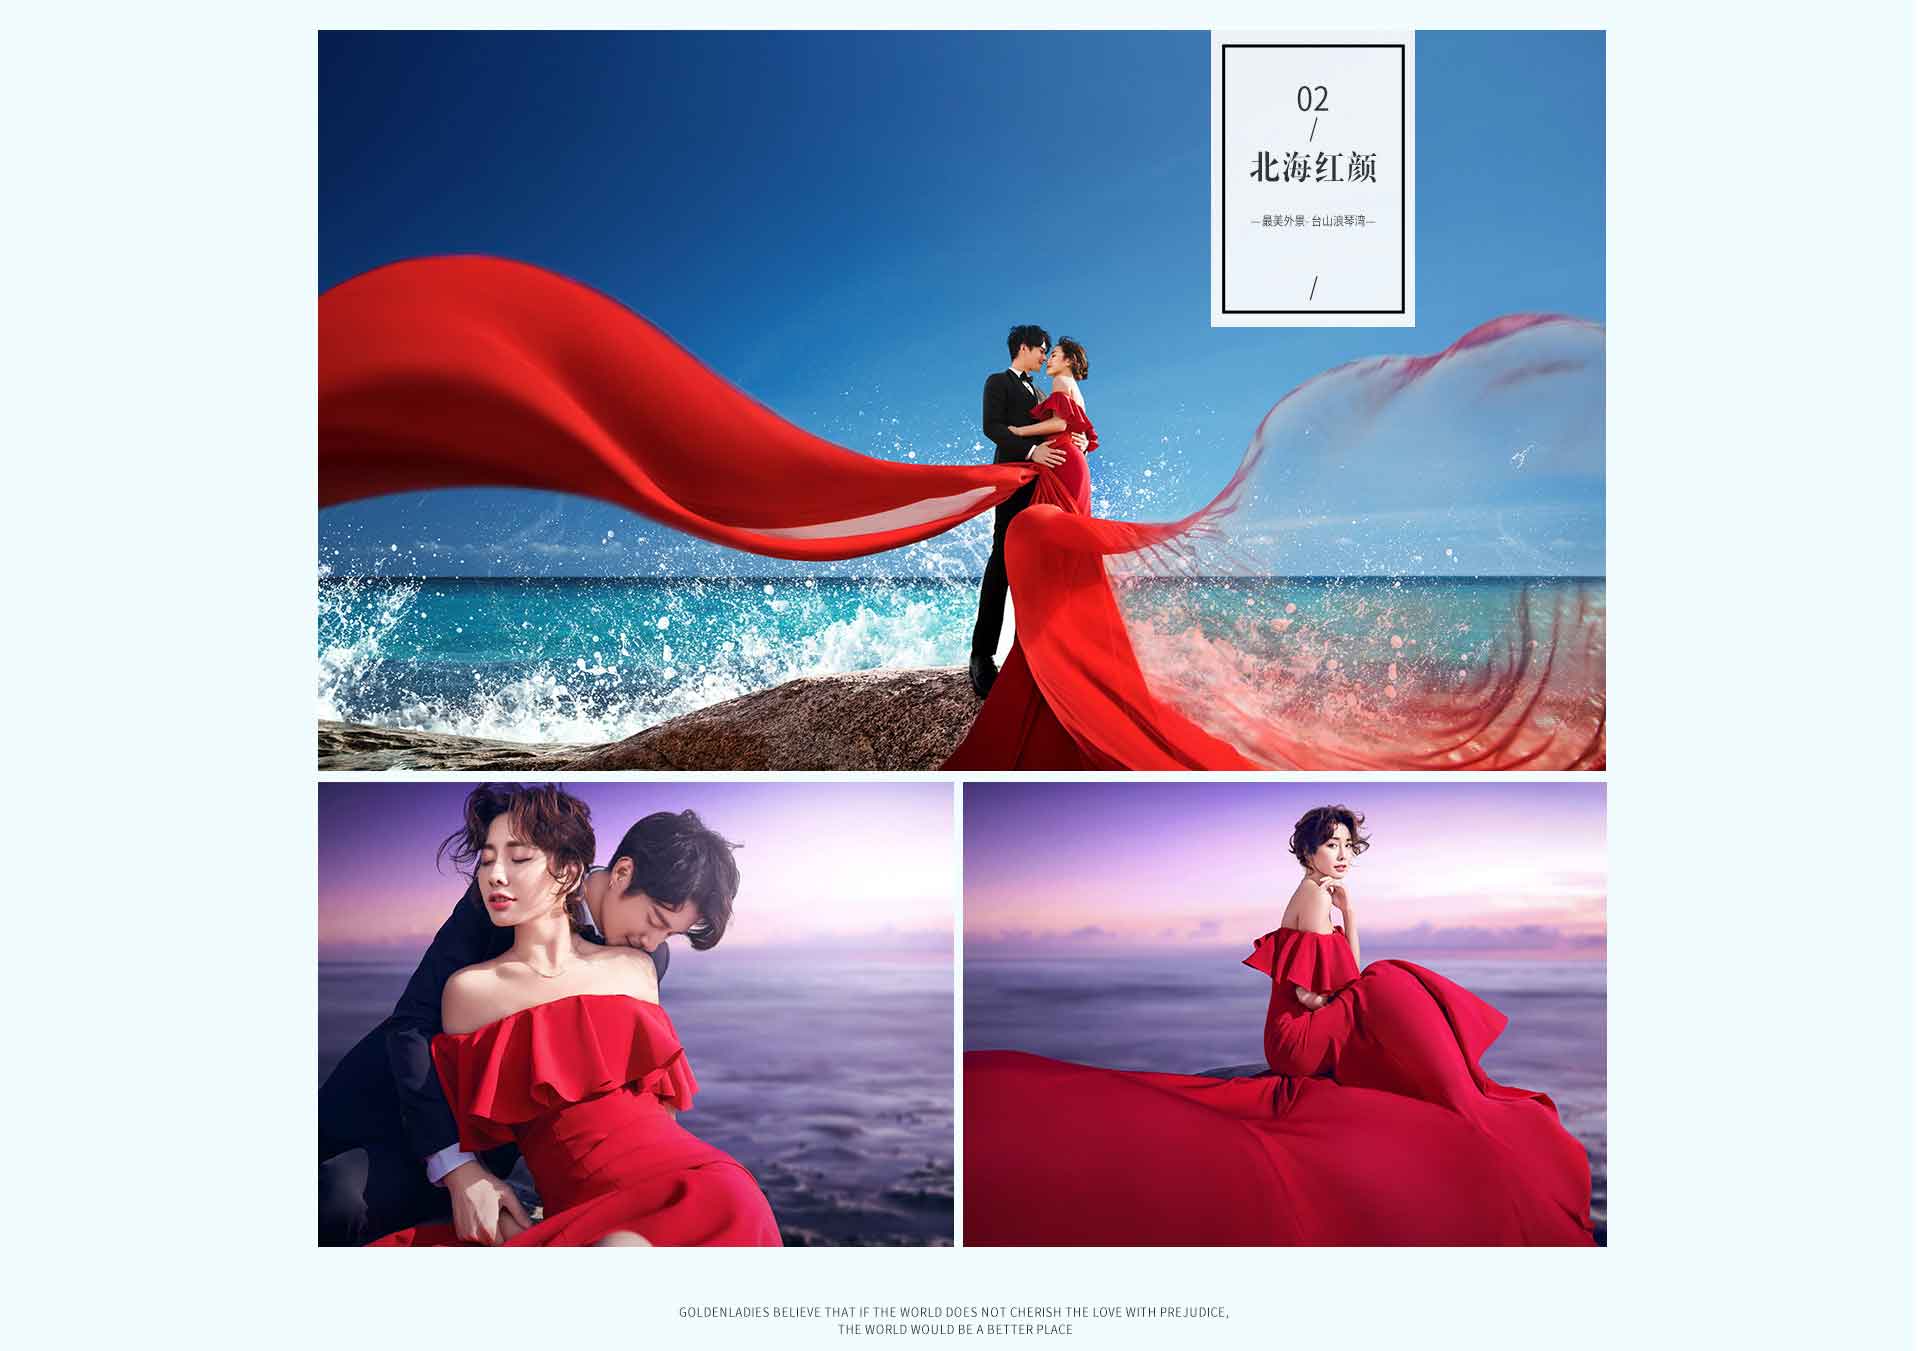 02
/
北海红颜
—最美外景·台山浪琴湾—
/
GOLDENLADIES BELIEVE THAT IF THE WORLD DOES NOT CHERISH THE LOVE WITH PREJUDICE,
THE WORLD WOULD BE A BETTER PLACE